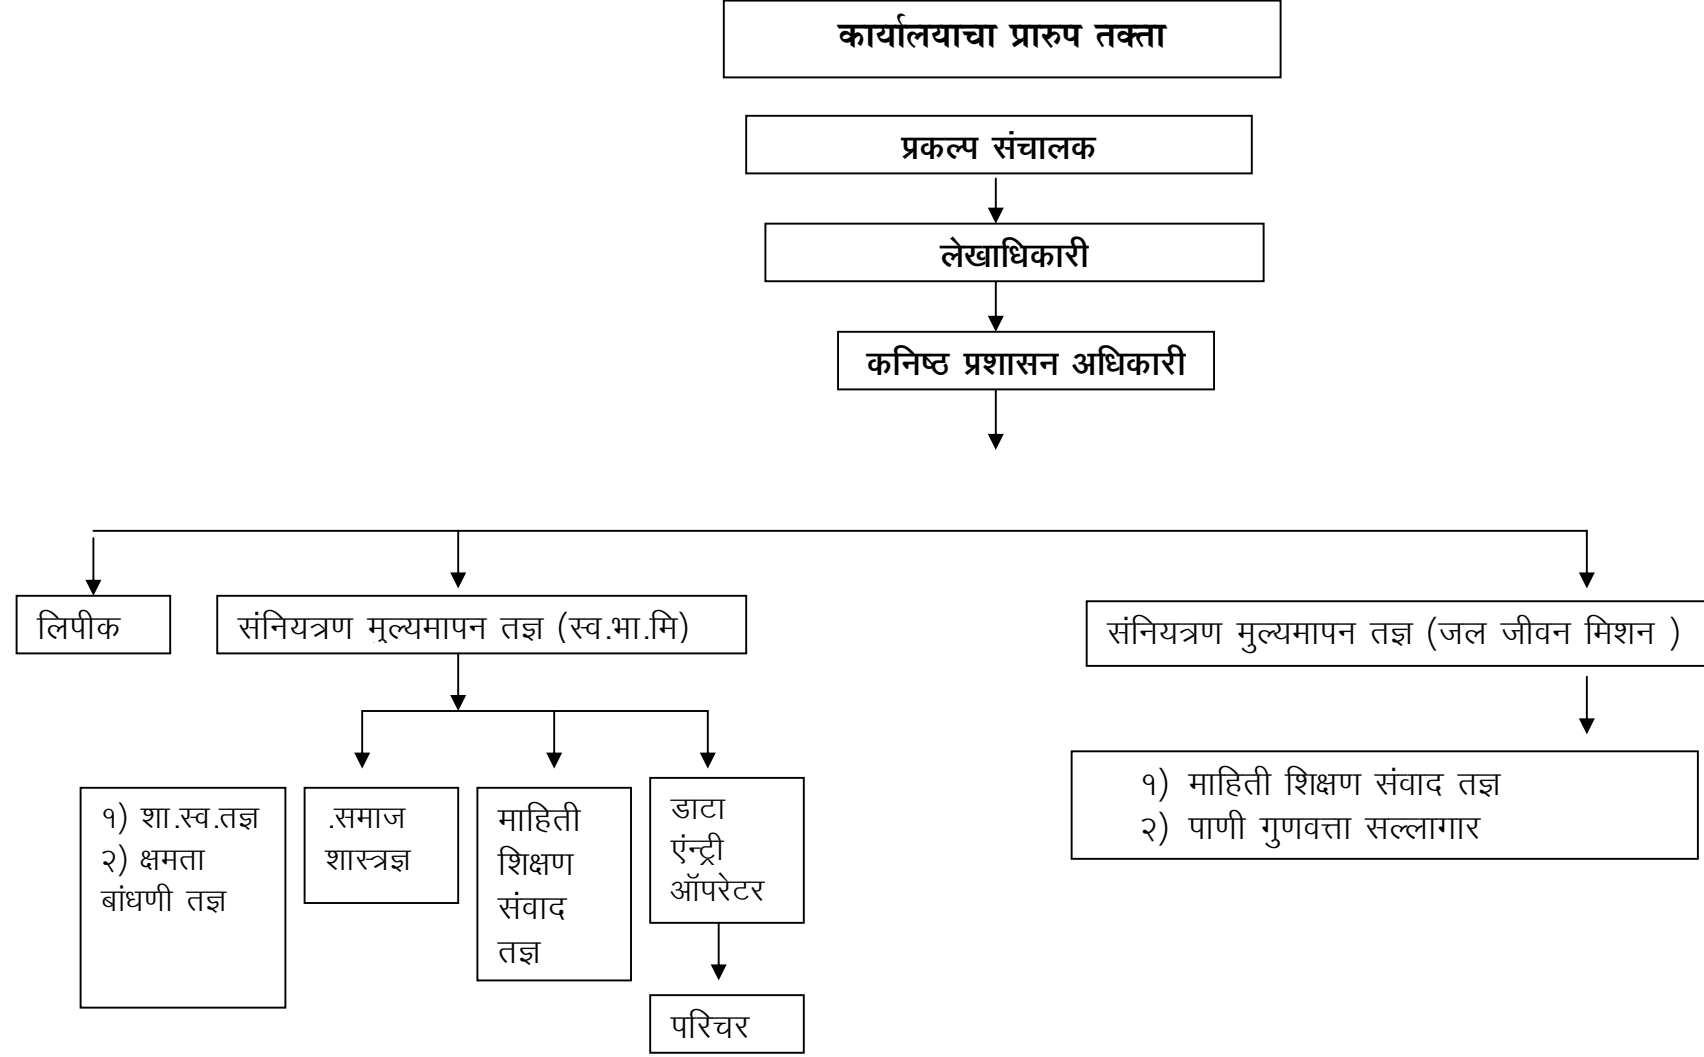 कार्यालयाचा प्रारुप तक्ता
प्रकल्प संचालक
लेखाधिकारी
कनिष्ठ प्रशासन अधिकारी
लिपीक
संनियत्रण मुल्यमापन तज्ञ (स्व.भा.मि)
संनियत्रण मुल्यमापन तज्ञ (जल जीवन मिशन )
१) शा.स्व.तज्ञ
२) क्षमता
बांधणी तज्ञ
.समाज
शास्त्रज्ञ
माहिती
शिक्षण
संवाद
तज्ञ
डाटा
एंन्ट्री
ऑपरेटर
परिचर
१) माहिती शिक्षण संवाद तज्ञ
२) पाणी गुणवत्ता सल्लागार